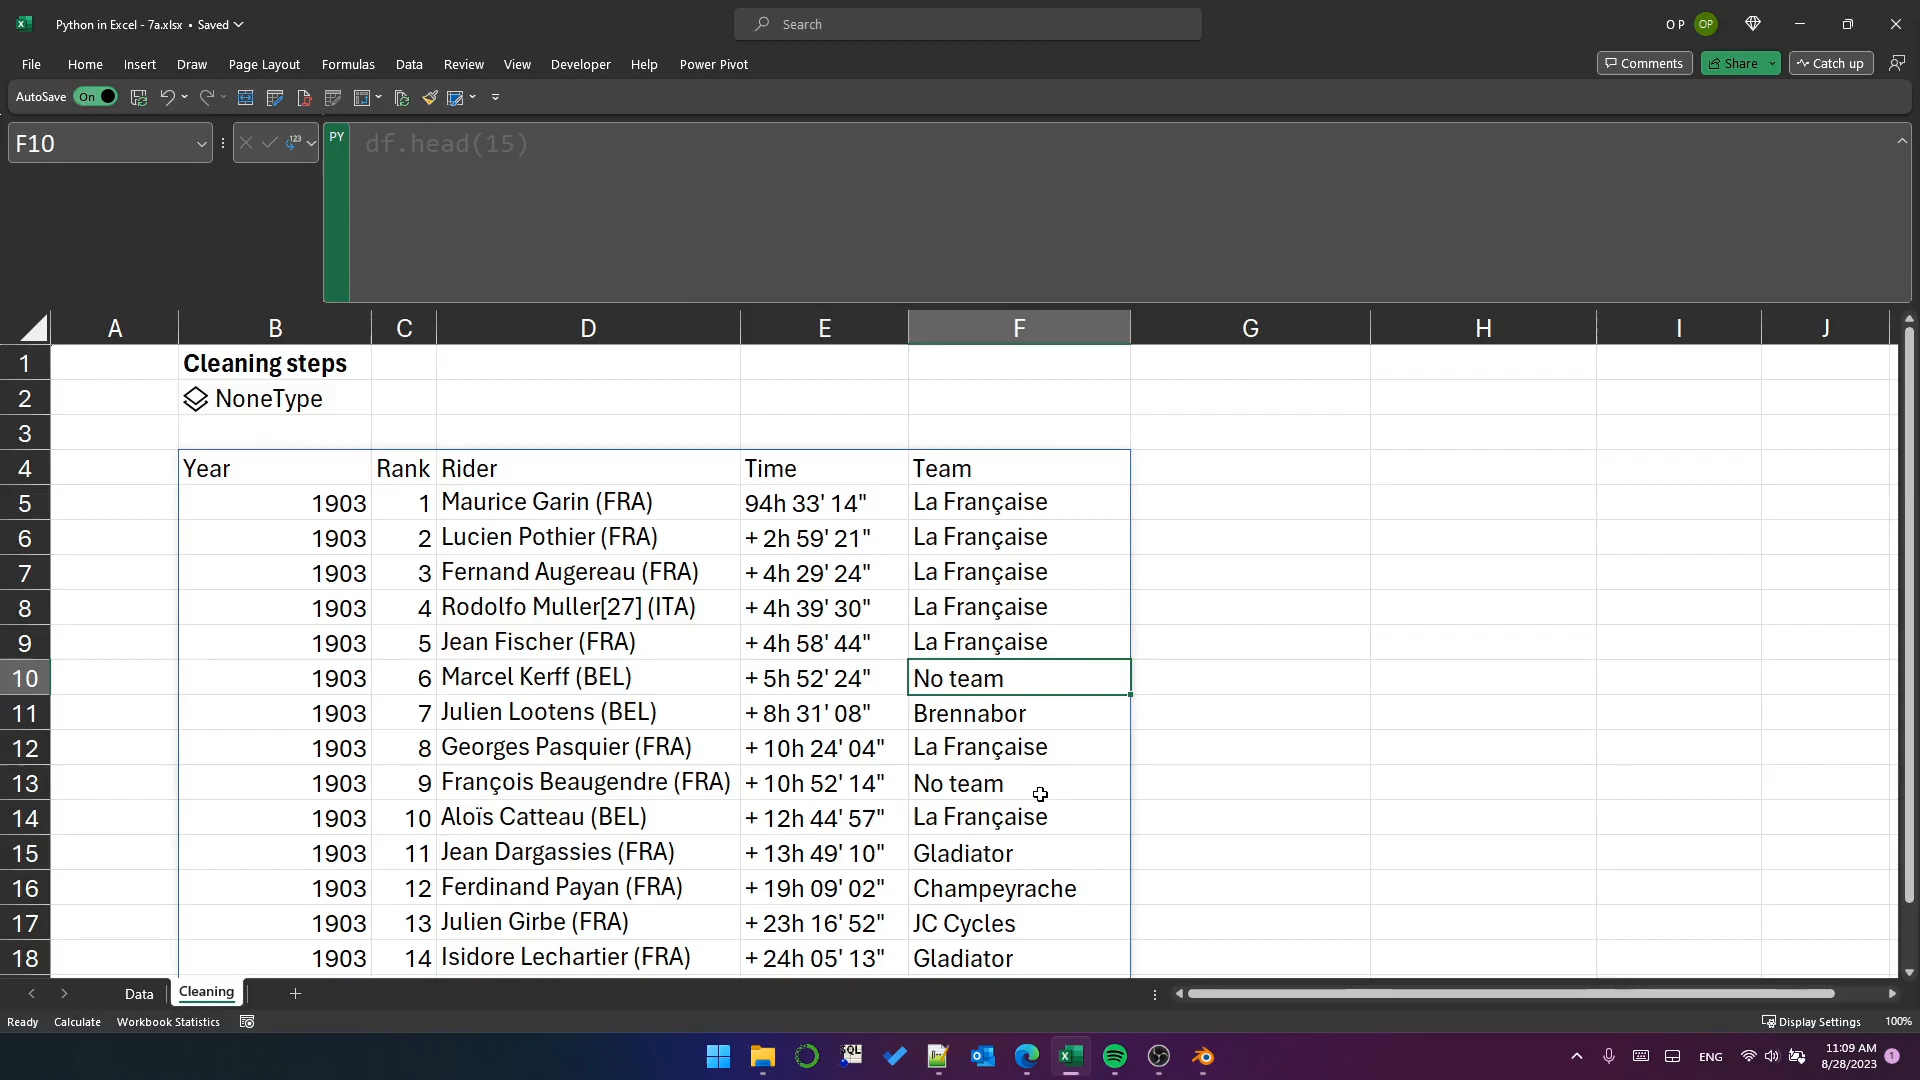 Python in Excel - 7a.xlsx • Saved
Search
O P OP
File Home Insert Draw Page Layout Formulas Data Review View Developer Help Power Pivot
Comments Share Catch up
AutoSave On
F10
123
PY df.head(15)
A B C D E F G H I J
1 Cleaning steps
2 NoneType
3
4 Year Rank Rider Time Team
5 1903 1 Maurice Garin (FRA) 94h 33' 14" La Française
6 1903 2 Lucien Pothier (FRA) + 2h 59' 21" La Française
7 1903 3 Fernand Augereau (FRA) + 4h 29' 24" La Française
8 1903 4 Rodolfo Muller[27] (ITA) + 4h 39' 30" La Française
9 1903 5 Jean Fischer (FRA) + 4h 58' 44" La Française
10 1903 6 Marcel Kerff (BEL) + 5h 52' 24" No team
11 1903 7 Julien Lootens (BEL) + 8h 31' 08" Brennabor
12 1903 8 Georges Pasquier (FRA) + 10h 24' 04" La Française
13 1903 9 François Beaugendre (FRA) + 10h 52' 14" No team
14 1903 10 Aloïs Catteau (BEL) + 12h 44' 57" La Française
15 1903 11 Jean Dargassies (FRA) + 13h 49' 10" Gladiator
16 1903 12 Ferdinand Payan (FRA) + 19h 09' 02" Champeyrache
17 1903 13 Julien Girbe (FRA) + 23h 16' 52" JC Cycles
18 1903 14 Isidore Lechartier (FRA) + 24h 05' 13" Gladiator
Data Cleaning
Ready Calculate Workbook Statistics Display Settings 100%
SQL
ENG
11:09 AM
8/28/2023
1